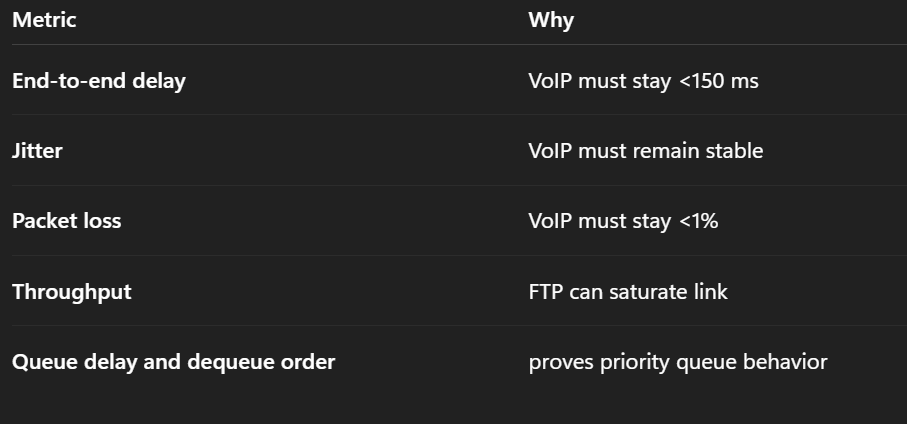 Metric Why
End-to-end delay VoIP must stay <150 ms
Jitter VoIP must remain stable
Packet loss VoIP must stay <1%
Throughput FTP can saturate link
Queue delay and dequeue order proves priority queue behavior